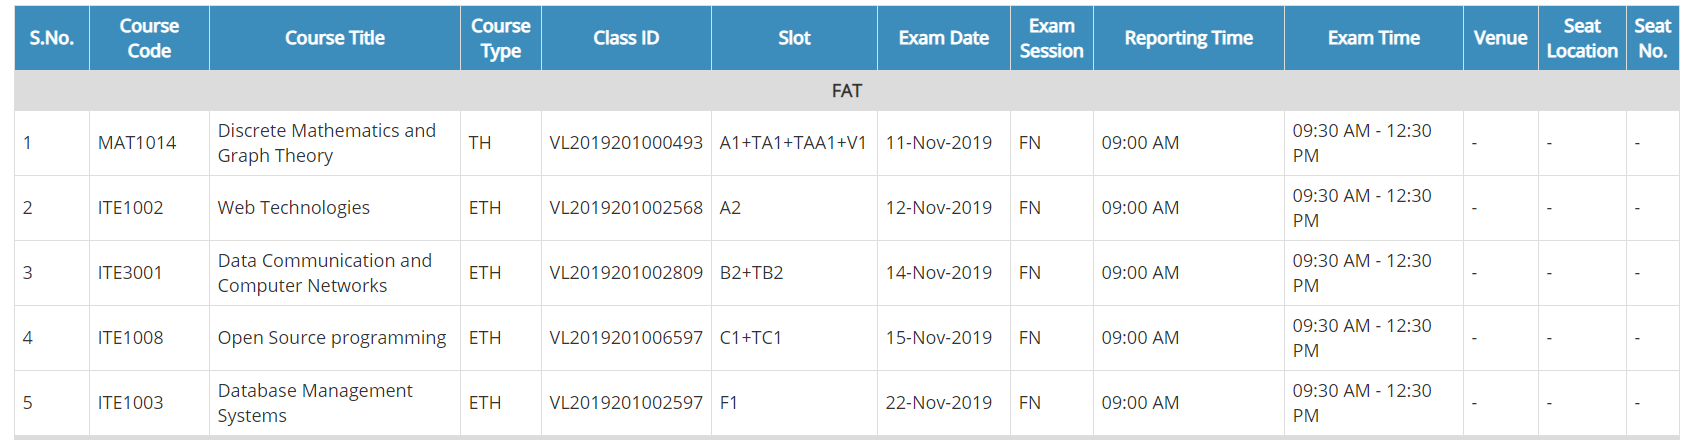 S.No. Course Code Course Title Course Type Class ID Slot Exam Date Exam Session Reporting Time Exam Time Venue Seat Location Seat No.
FAT
1 MAT1014 Discrete Mathematics and Graph Theory TH VL2019201000493 A1+TA1+TAA1+V1 11-Nov-2019 FN 09:00 AM 09:30 AM - 12:30 PM - - -
2 ITE1002 Web Technologies ETH VL2019201002568 A2 12-Nov-2019 FN 09:00 AM 09:30 AM - 12:30 PM - - -
3 ITE3001 Data Communication and Computer Networks ETH VL2019201002809 B2+TB2 14-Nov-2019 FN 09:00 AM 09:30 AM - 12:30 PM - - -
4 ITE1008 Open Source programming ETH VL2019201006597 C1+TC1 15-Nov-2019 FN 09:00 AM 09:30 AM - 12:30 PM - - -
5 ITE1003 Database Management Systems ETH VL2019201002597 F1 22-Nov-2019 FN 09:00 AM 09:30 AM - 12:30 PM - - -